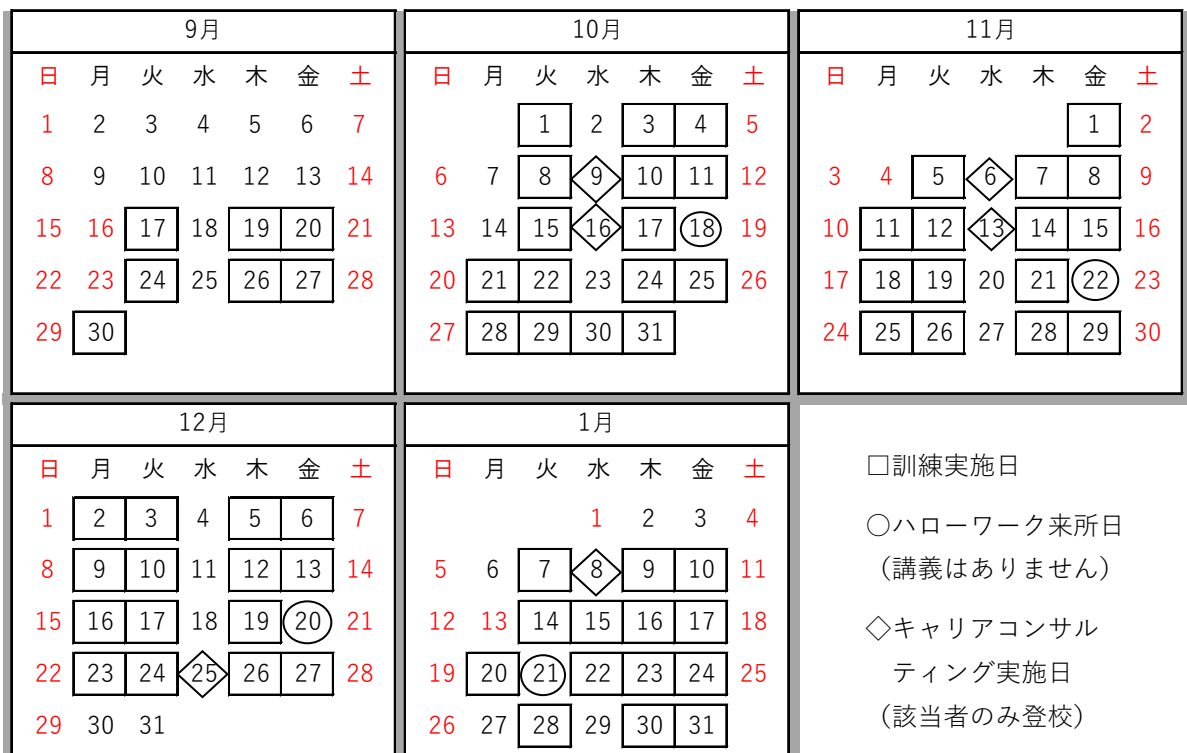 9月
日 月 火 水 木 金 土
1 2 3 4 5 6 7
8 9 10 11 12 13 14
15 16 17 18 19 20 21
22 23 24 25 26 27 28
29 30
10月
日 月 火 水 木 金 土
1 2 3 4 5
6 7 8 9 10 11 12
13 14 15 16 17 18 19
20 21 22 23 24 25 26
27 28 29 30 31
11月
日 月 火 水 木 金 土
1 2
3 4 5 6 7 8 9
10 11 12 13 14 15 16
17 18 19 20 21 22 23
24 25 26 27 28 29 30
12月
日 月 火 水 木 金 土
1 2 3 4 5 6 7
8 9 10 11 12 13 14
15 16 17 18 19 20 21
22 23 24 25 26 27 28
29 30 31
1月
日 月 火 水 木 金 土
1 2 3 4
5 6 7 8 9 10 11
12 13 14 15 16 17 18
19 20 21 22 23 24 25
26 27 28 29 30 31
□訓練実施日
○ハローワーク来所日
(講義はありません)
◇キャリアコンサル
ティング実施日
(該当者のみ登校)